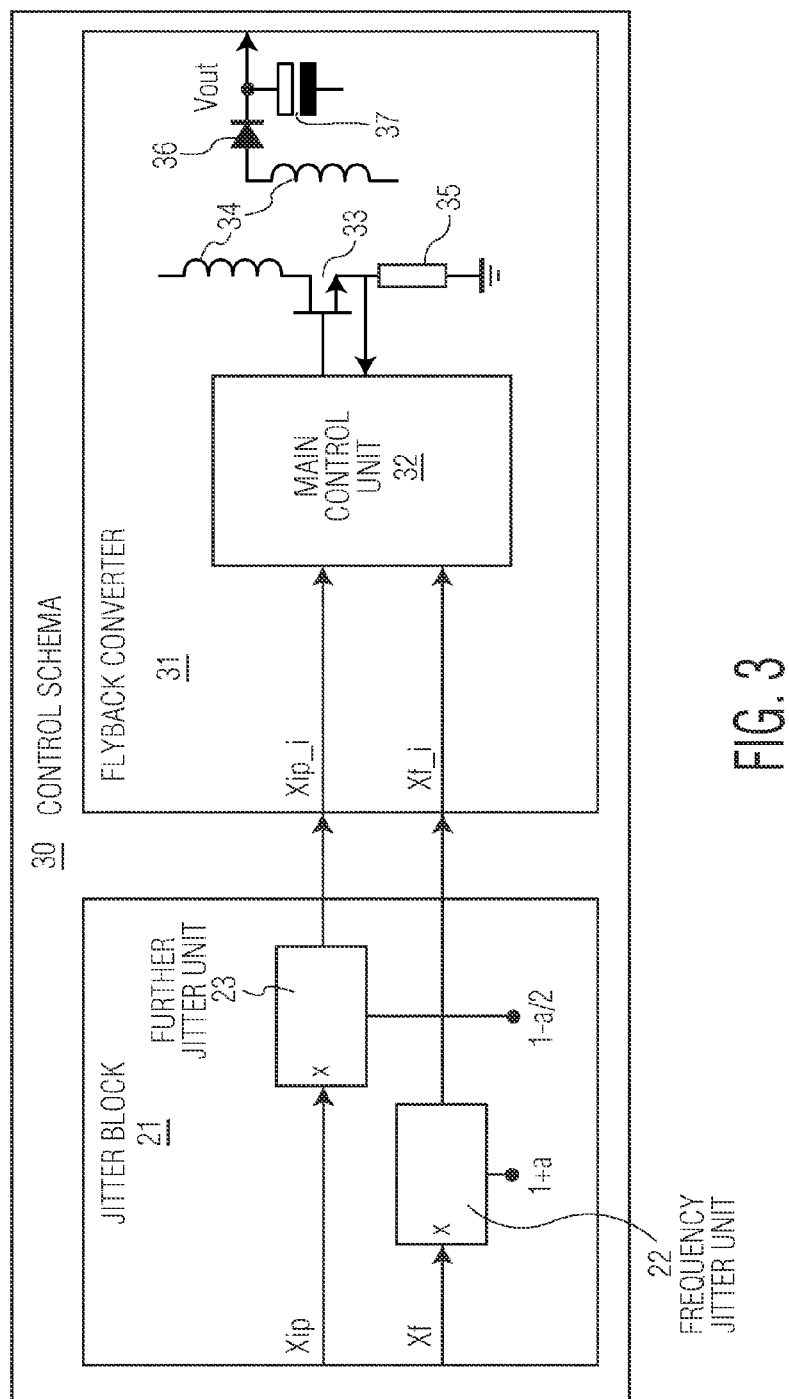 30 CONTROL SCHEMA
JITTER BLOCK
21
Xip
Xf
FURTHER
JITTER UNIT
23
x
1-a/2
x
1+a
22
FREQUENCY
JITTER UNIT
FLYBACK CONVERTER
31
Xip_i
Xf_i
MAIN
CONTROL
UNIT
32
34
33
35
36
Vout
37
FIG. 3